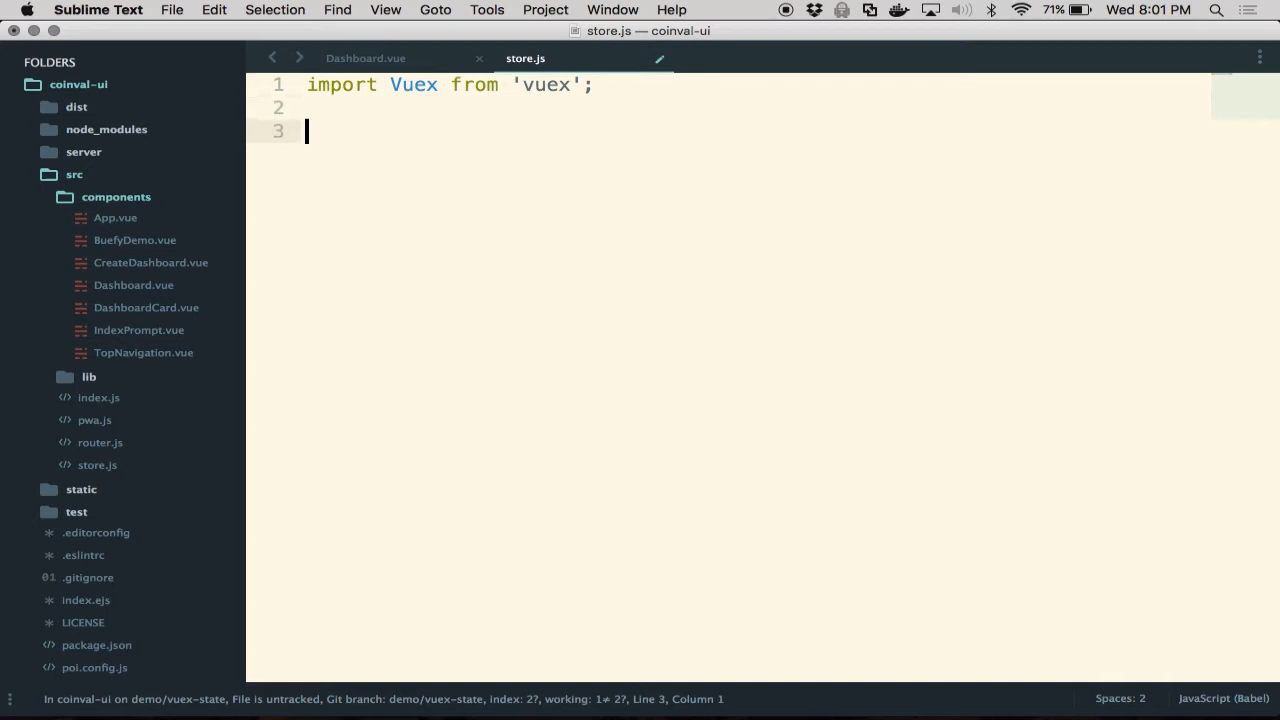 Sublime Text File Edit Selection Find View Goto Tools Project Window Help 71% Wed 8:01 PM
store.js — coinval-ui
FOLDERS
coinval-ui
dist
node_modules
server
src
components
App.vue
BuefyDemo.vue
CreateDashboard.vue
Dashboard.vue
DashboardCard.vue
IndexPrompt.vue
TopNavigation.vue
lib
index.js
pwa.js
router.js
store.js
static
test
.editorconfig
.eslintrc
01 .gitignore
index.ejs
LICENSE
package.json
poi.config.js
Dashboard.vue × store.js
1 import Vuex from 'vuex';
2
3
In coinval-ui on demo/vuex-state, File is untracked, Git branch: demo/vuex-state, index: 2?, working: 1≠ 2?, Line 3, Column 1 Spaces: 2 JavaScript (Babel)